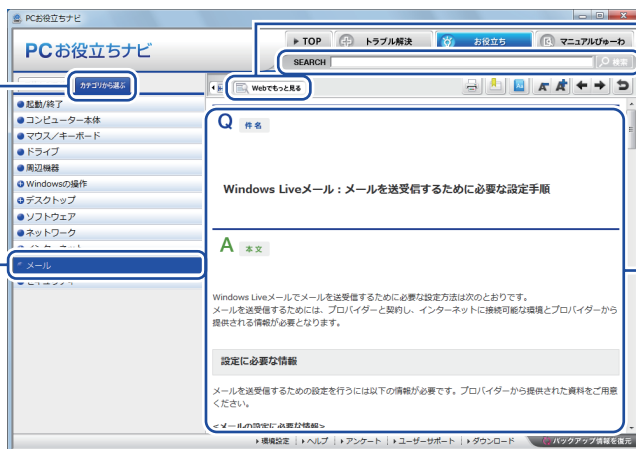 PCお役立ちナビ
PCお役立ちナビ
TOP
トラブル解決
お役立ち
マニュアルびゅーわ
SEARCH
検索
カテゴリから選ぶ
Webでもっと見る
起動/終了
コンピューター本体
マウス/キーボード
ドライブ
周辺機器
Windowsの操作
デスクトップ
ソフトウェア
ネットワーク
メール
Q 件名
Windows Liveメール:メールを送受信するために必要な設定手順
A 本文
Windows Liveメールでメールを送受信するために必要な設定方法は次のとおりです。
メールを送受信するためには、プロバイダーと契約し、インターネットに接続可能な環境とプロバイダーから
提供される情報が必要となります。
設定に必要な情報
メールを送受信するための設定を行うには以下の情報が必要です。プロバイダーから提供された資料をご用意
ください。
<メールの設定に必要な情報>
環境設定 ヘルプ アンケート ユーザーサポート ダウンロード バックアップ情報を復元